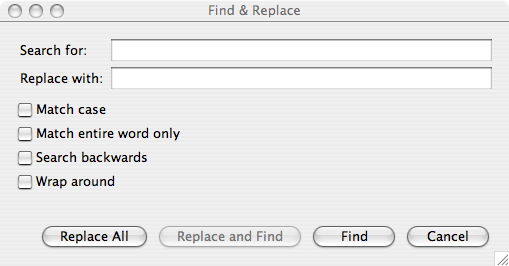 Find & Replace
Search for:
Replace with:
Match case
Match entire word only
Search backwards
Wrap around
Replace All Replace and Find Find Cancel